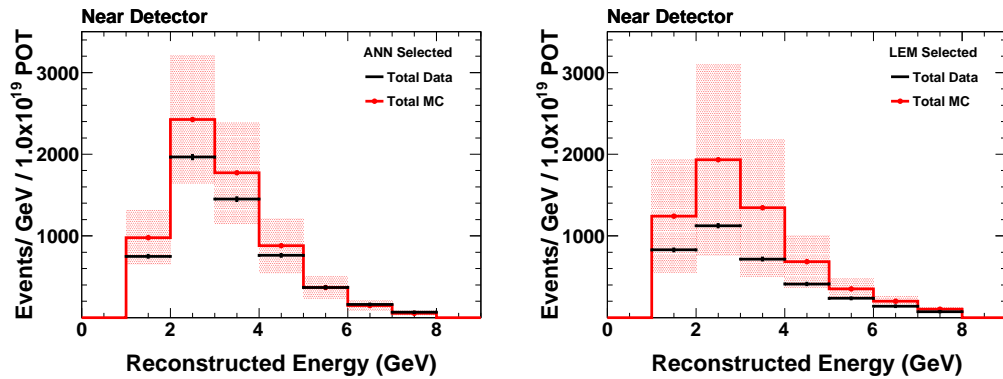 Near Detector
ANN Selected
Total Data
Total MC
Events/ GeV / 1.0x10^19 POT
3000
2000
1000
0 2 4 6 8
Reconstructed Energy (GeV)
Near Detector
LEM Selected
Total Data
Total MC
Events/ GeV / 1.0x10^19 POT
3000
2000
1000
0 2 4 6 8
Reconstructed Energy (GeV)